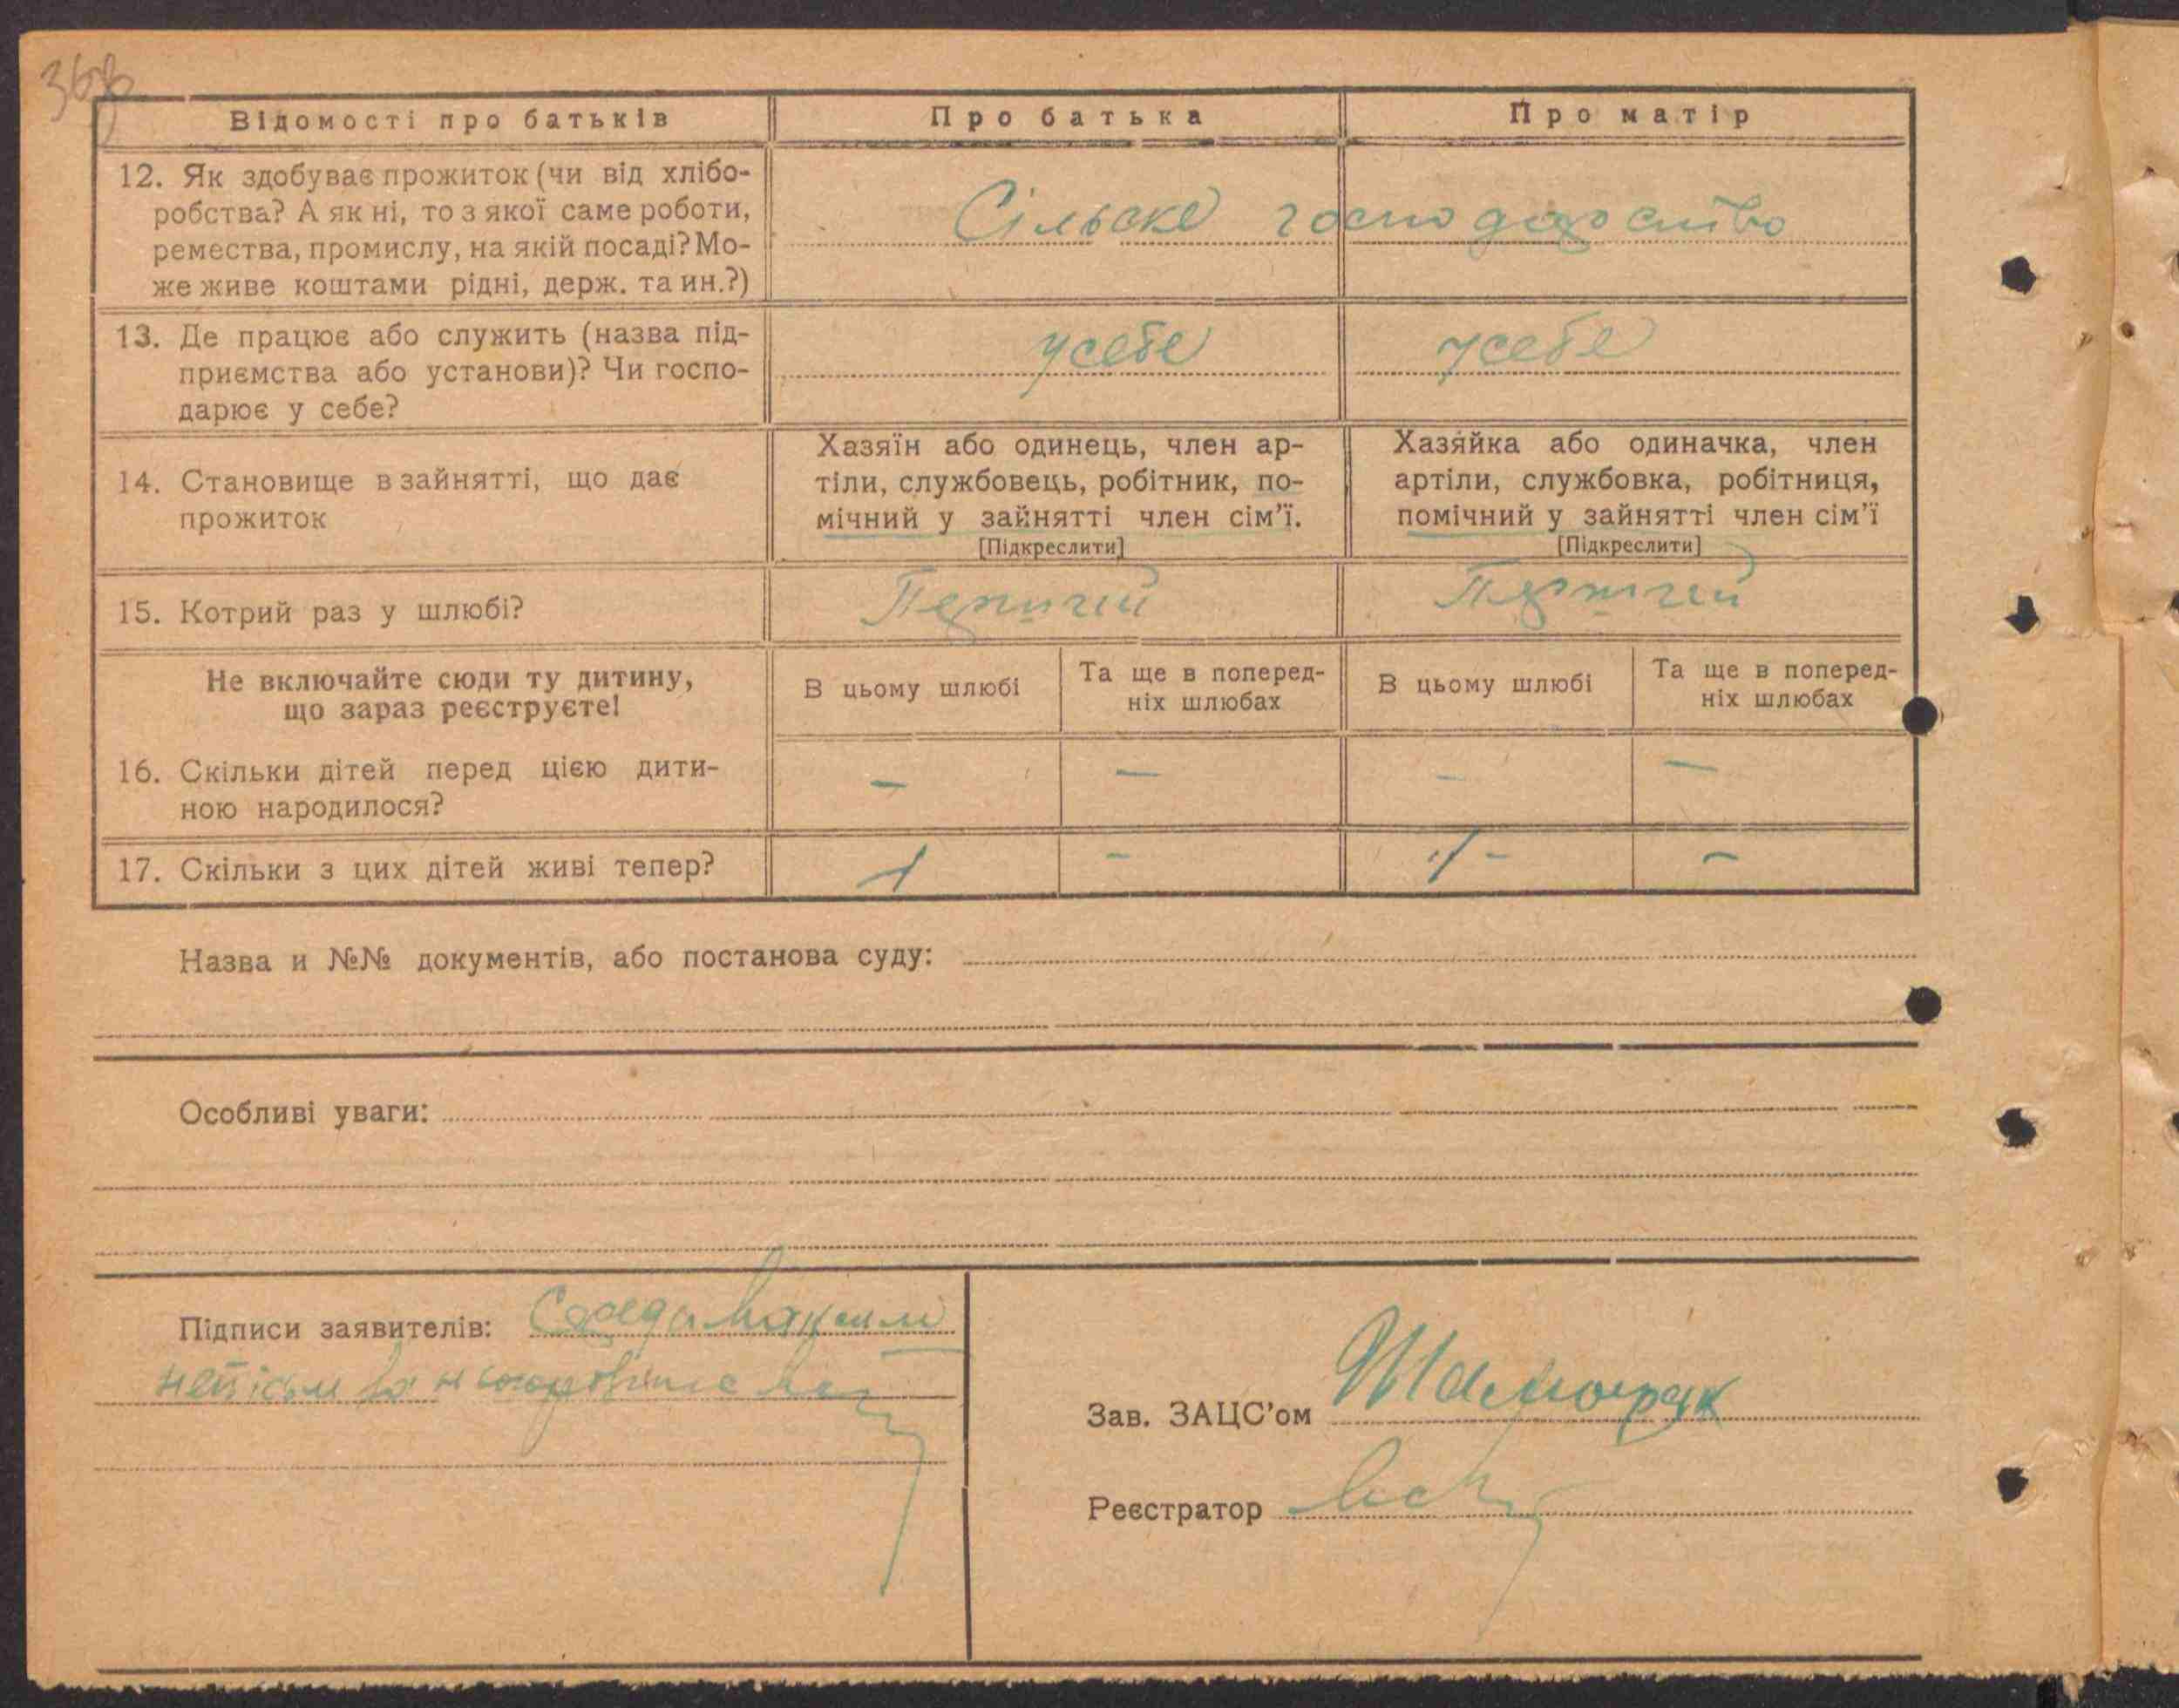 Відомості про батьків
Про батька
Про матір
12. Як здобуває прожиток (чи від хлібо-
робства? А як ні, то з якої саме роботи,
ремества, промислу, на якій посаді? Мо-
же живе коштами рідні, держ. та ин.?)
Сільске господарство
13. Де працює або служить (назва під-
приємства або установи)? Чи госпо-
дарює у себе?
усебе
усебе
14. Становище в зайнятті, що дає
прожиток
Хазяїн або одинець, член ар-
тіли, службовець, робітник, по-
мічний у зайнятті член сім'ї.
[Підкреслити]
Хазяйка або одиначка, член
артіли, службовка, робітниця,
помічний у зайнятті член сім'ї
[Підкреслити]
15. Котрий раз у шлюбі?
Не включайте сюди ту дитину,
що зараз реєструєте!
В цьому шлюбі
Та ще в поперед-
ніх шлюбах
В цьому шлюбі
Та ще в поперед-
ніх шлюбах
16. Скільки дітей перед цією дити-
ною народилося?
–
–
–
–
17. Скільки з цих дітей живі тепер?
1
–
1 –
–
Назва и №№ документів, або постанова суду:
Особливі уваги:
Підписи заявителів:
Зав. ЗАЦС'ом
Реєстратор